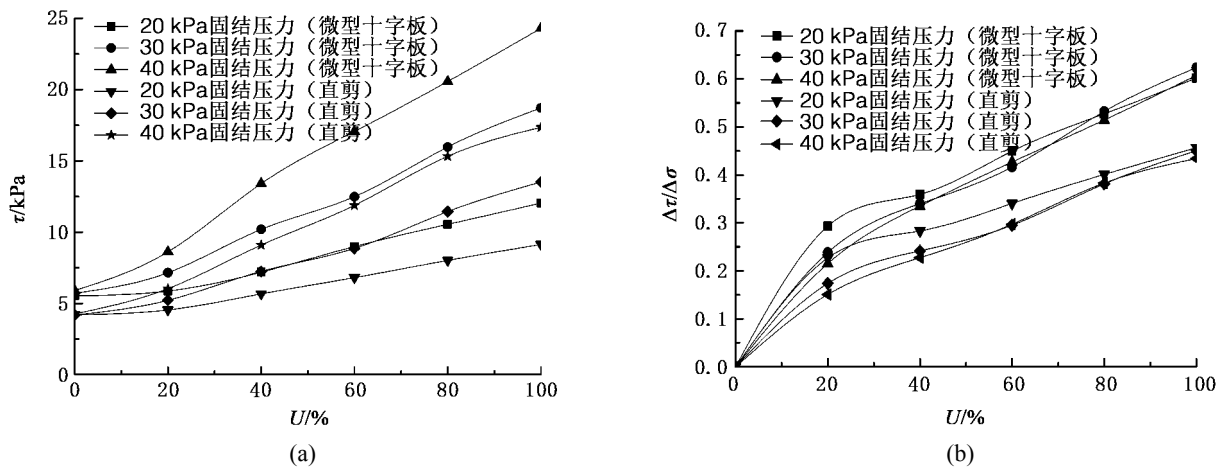 25
20
15
10
5
0
τ/kPa
20 kPa固结压力（微型十字板）
30 kPa固结压力（微型十字板）
40 kPa固结压力（微型十字板）
20 kPa固结压力（直剪）
30 kPa固结压力（直剪）
40 kPa固结压力（直剪）
0 20 40 60 80 100
U/%
(a)
0.7
0.6
0.5
0.4
0.3
0.2
0.1
0.0
Δτ/Δσ
20 kPa固结压力（微型十字板）
30 kPa固结压力（微型十字板）
40 kPa固结压力（微型十字板）
20 kPa固结压力（直剪）
30 kPa固结压力（直剪）
40 kPa固结压力（直剪）
0 20 40 60 80 100
U/%
(b)